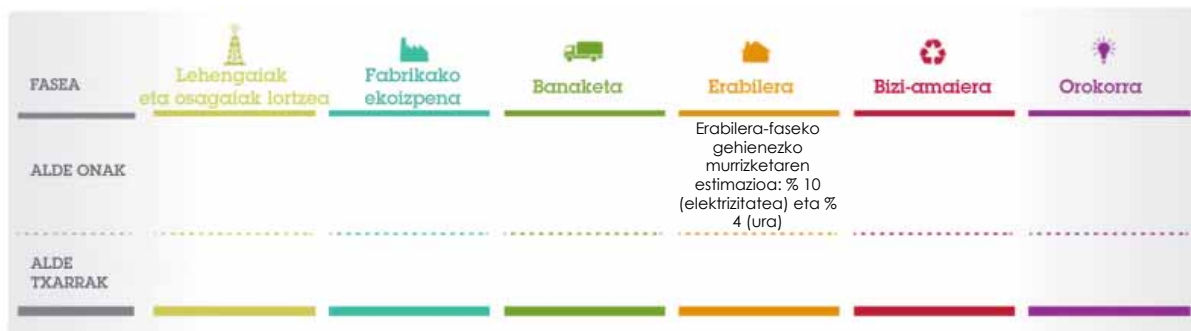 FASEA
Lehengaiak
eta osagaiak lortzea
Fabrikako
ekoizpena
Banaketa
Erabilera
Bizi-amaiera
Orokorra
ALDE ONAK
Erabilera-faseko
gehienezko
murrizketaren
estimazioa: % 10
(elektrizitatea) eta %
4 (ura)
ALDE
TXARRAK